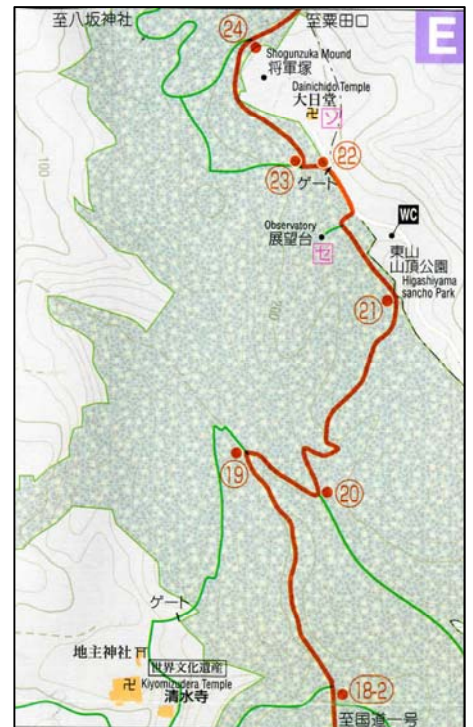 至八坂神社
至粟田口
E
24
Shogunzuka Mound
将軍塚
Dainichido Temple
大日堂
ソ
23
22
ゲート
WC
Observatory
展望台
セ
東山
山頂公園
Higashiyama
sancho Park
21
100
19
20
ゲート
地主神社
世界文化遺産
Kiyomizudera Temple
清水寺
18-2
至国道一号